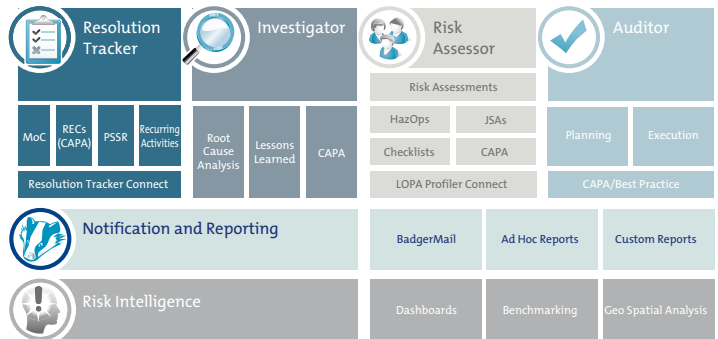 Resolution
Tracker
MoC
RECs
(CAPA)
PSSR
Recurring
Activities
Resolution Tracker Connect
Investigator
Root
Cause
Analysis
Lessons
Learned
CAPA
Risk
Assessor
Risk Assessments
HazOps
JSAs
Checklists
CAPA
LOPA Profiler Connect
Auditor
Planning
Execution
CAPA/Best Practice
Notification and Reporting
BadgerMail
Ad Hoc Reports
Custom Reports
Risk Intelligence
Dashboards
Benchmarking
Geo Spatial Analysis